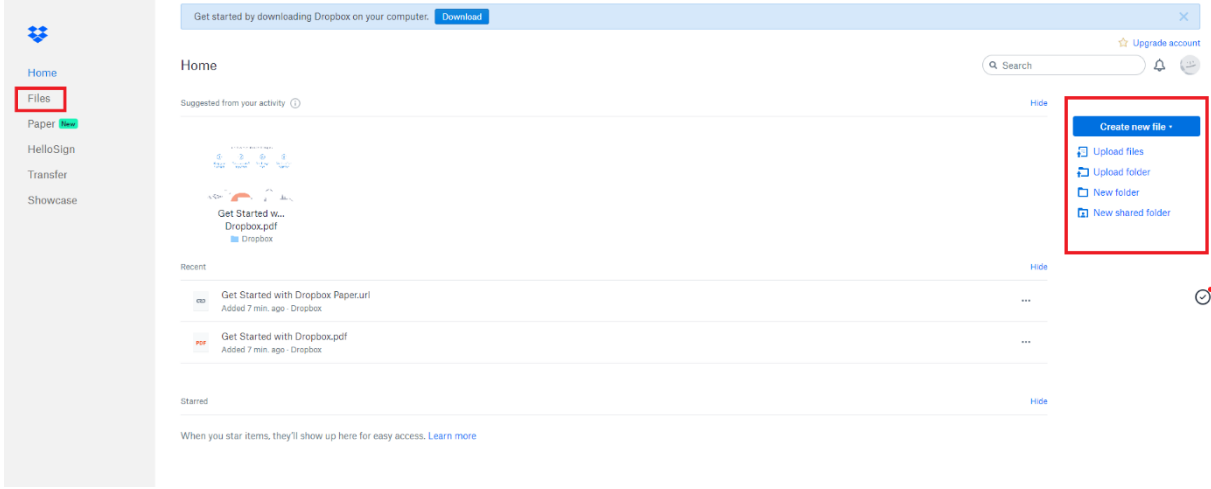 Get started by downloading Dropbox on your computer. Download
Upgrade account
Home
Search
Home
Files
Paper New
HelloSign
Transfer
Showcase
Suggested from your activity
Hide
Get Started w...
Dropbox.pdf
Dropbox
Recent
Hide
Get Started with Dropbox Paper.url
Added 7 min. ago · Dropbox
PDF
Get Started with Dropbox.pdf
Added 7 min. ago · Dropbox
Starred
Hide
When you star items, they'll show up here for easy access. Learn more
Create new file
Upload files
Upload folder
New folder
New shared folder